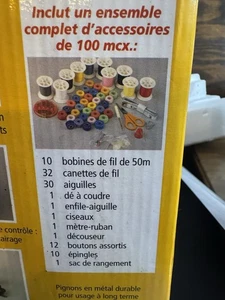 Inclut un ensemble
complet d'accessoires
de 100 mcx.:
10 bobines de fil de 50m
32 canettes de fil
30 aiguilles
1 dé à coudre
1 enfile-aiguille
1 ciseaux
1 mètre-ruban
1 découseur
12 boutons assortis
10 épingles
1 sac de rangement
Pignons en métal durable
pour usage à long terme
contrôle :
airage